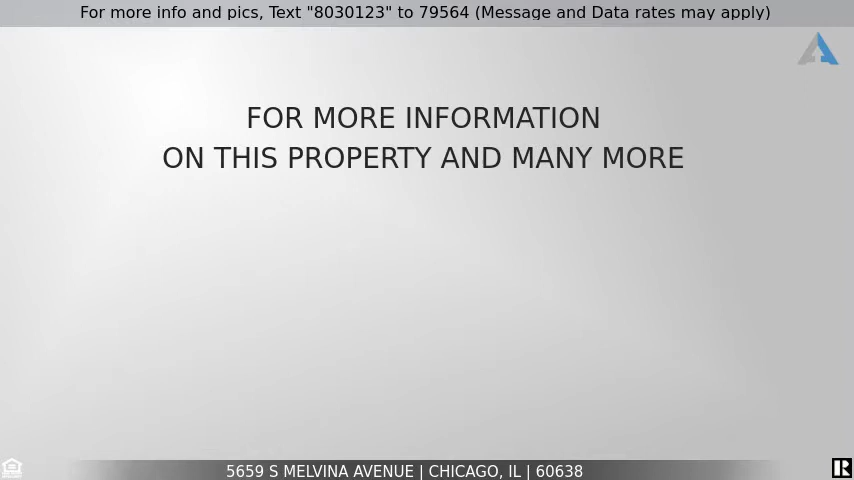 For more info and pics, Text "8030123" to 79564 (Message and Data rates may apply)
FOR MORE INFORMATION
ON THIS PROPERTY AND MANY MORE
5659 S MELVINA AVENUE | CHICAGO, IL | 60638